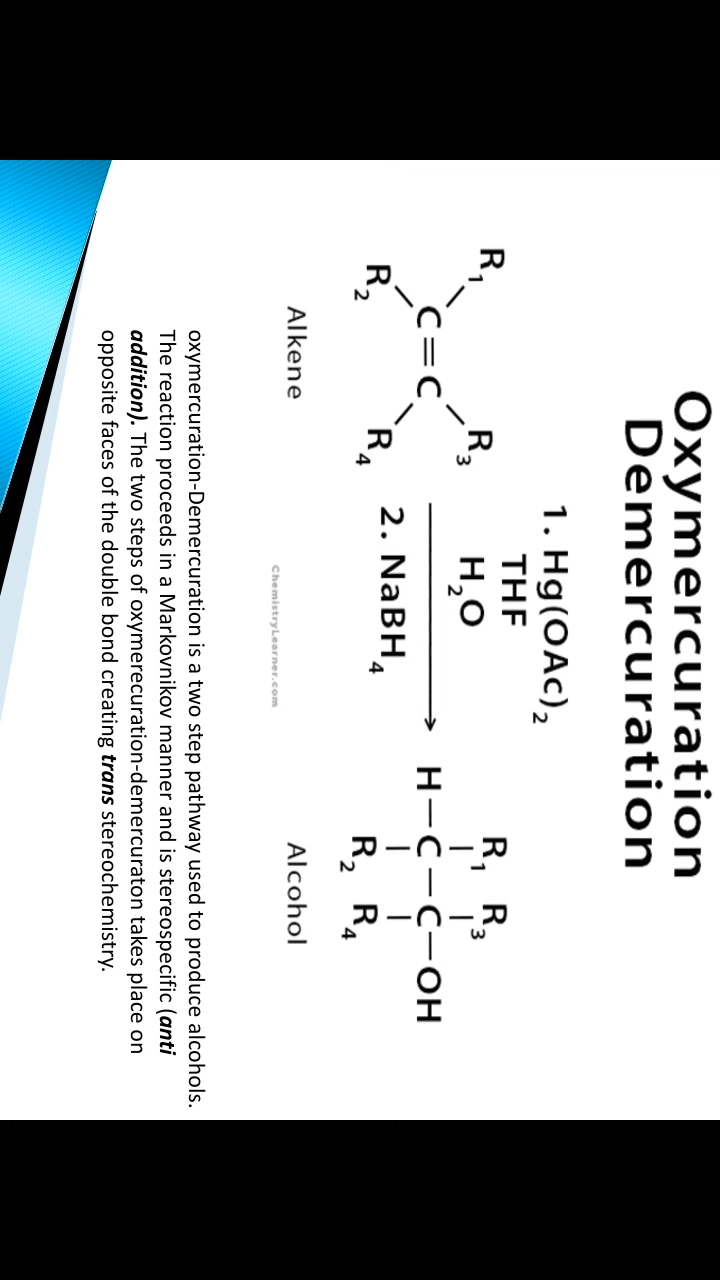 Oxymercuration
Demercuration
1. Hg(OAc)₂
THF
H₂O
2. NaBH₄
R₁ R₃
C=C
R₂ R₄
R₁ R₃
H—C—C—OH
R₂ R₄
Alkene
Alcohol
ChemistryLearner.com
oxymercuration-Demercuration is a two step pathway used to produce alcohols.
The reaction proceeds in a Markovnikov manner and is stereospecific (anti
addition). The two steps of oxymerecuration-demercuraton takes place on
opposite faces of the double bond creating trans stereochemistry.